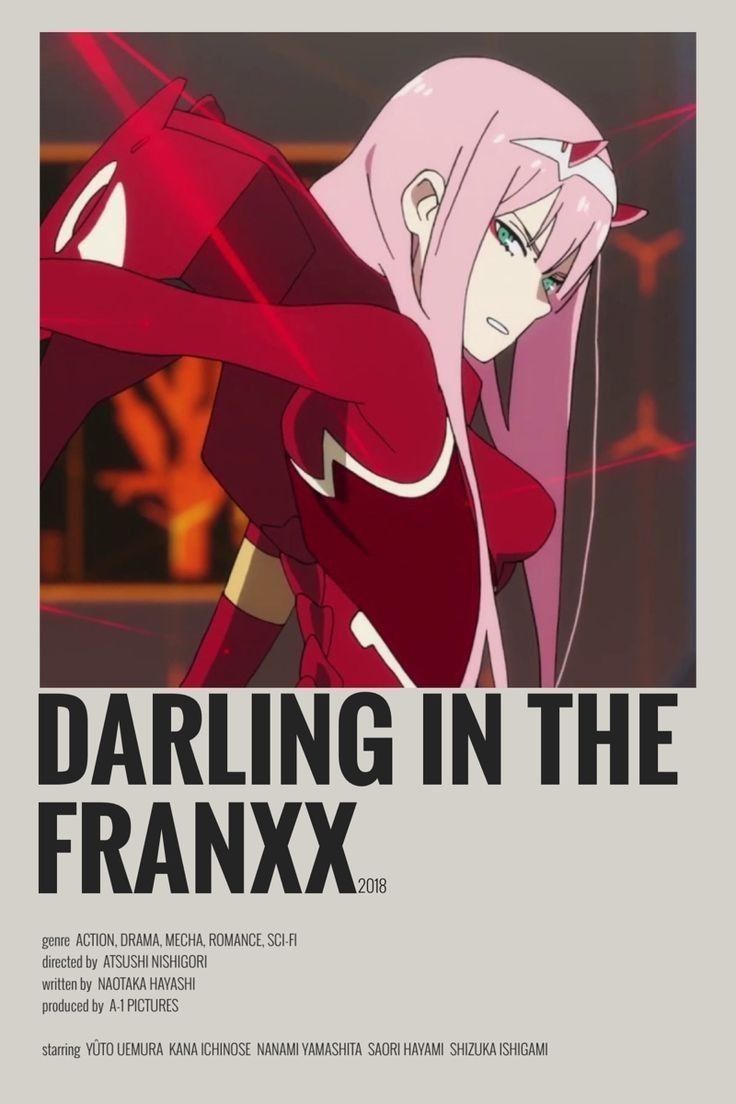 DARLING IN THE
FRANXX 2018
genre ACTION, DRAMA, MECHA, ROMANCE, SCI-FI
directed by ATSUSHI NISHIGORI
written by NAOTAKA HAYASHI
produced by A-1 PICTURES
starring YÛTO UEMURA KANA ICHINOSE NANAMI YAMASHITA SAORI HAYAMI SHIZUKA ISHIGAMI